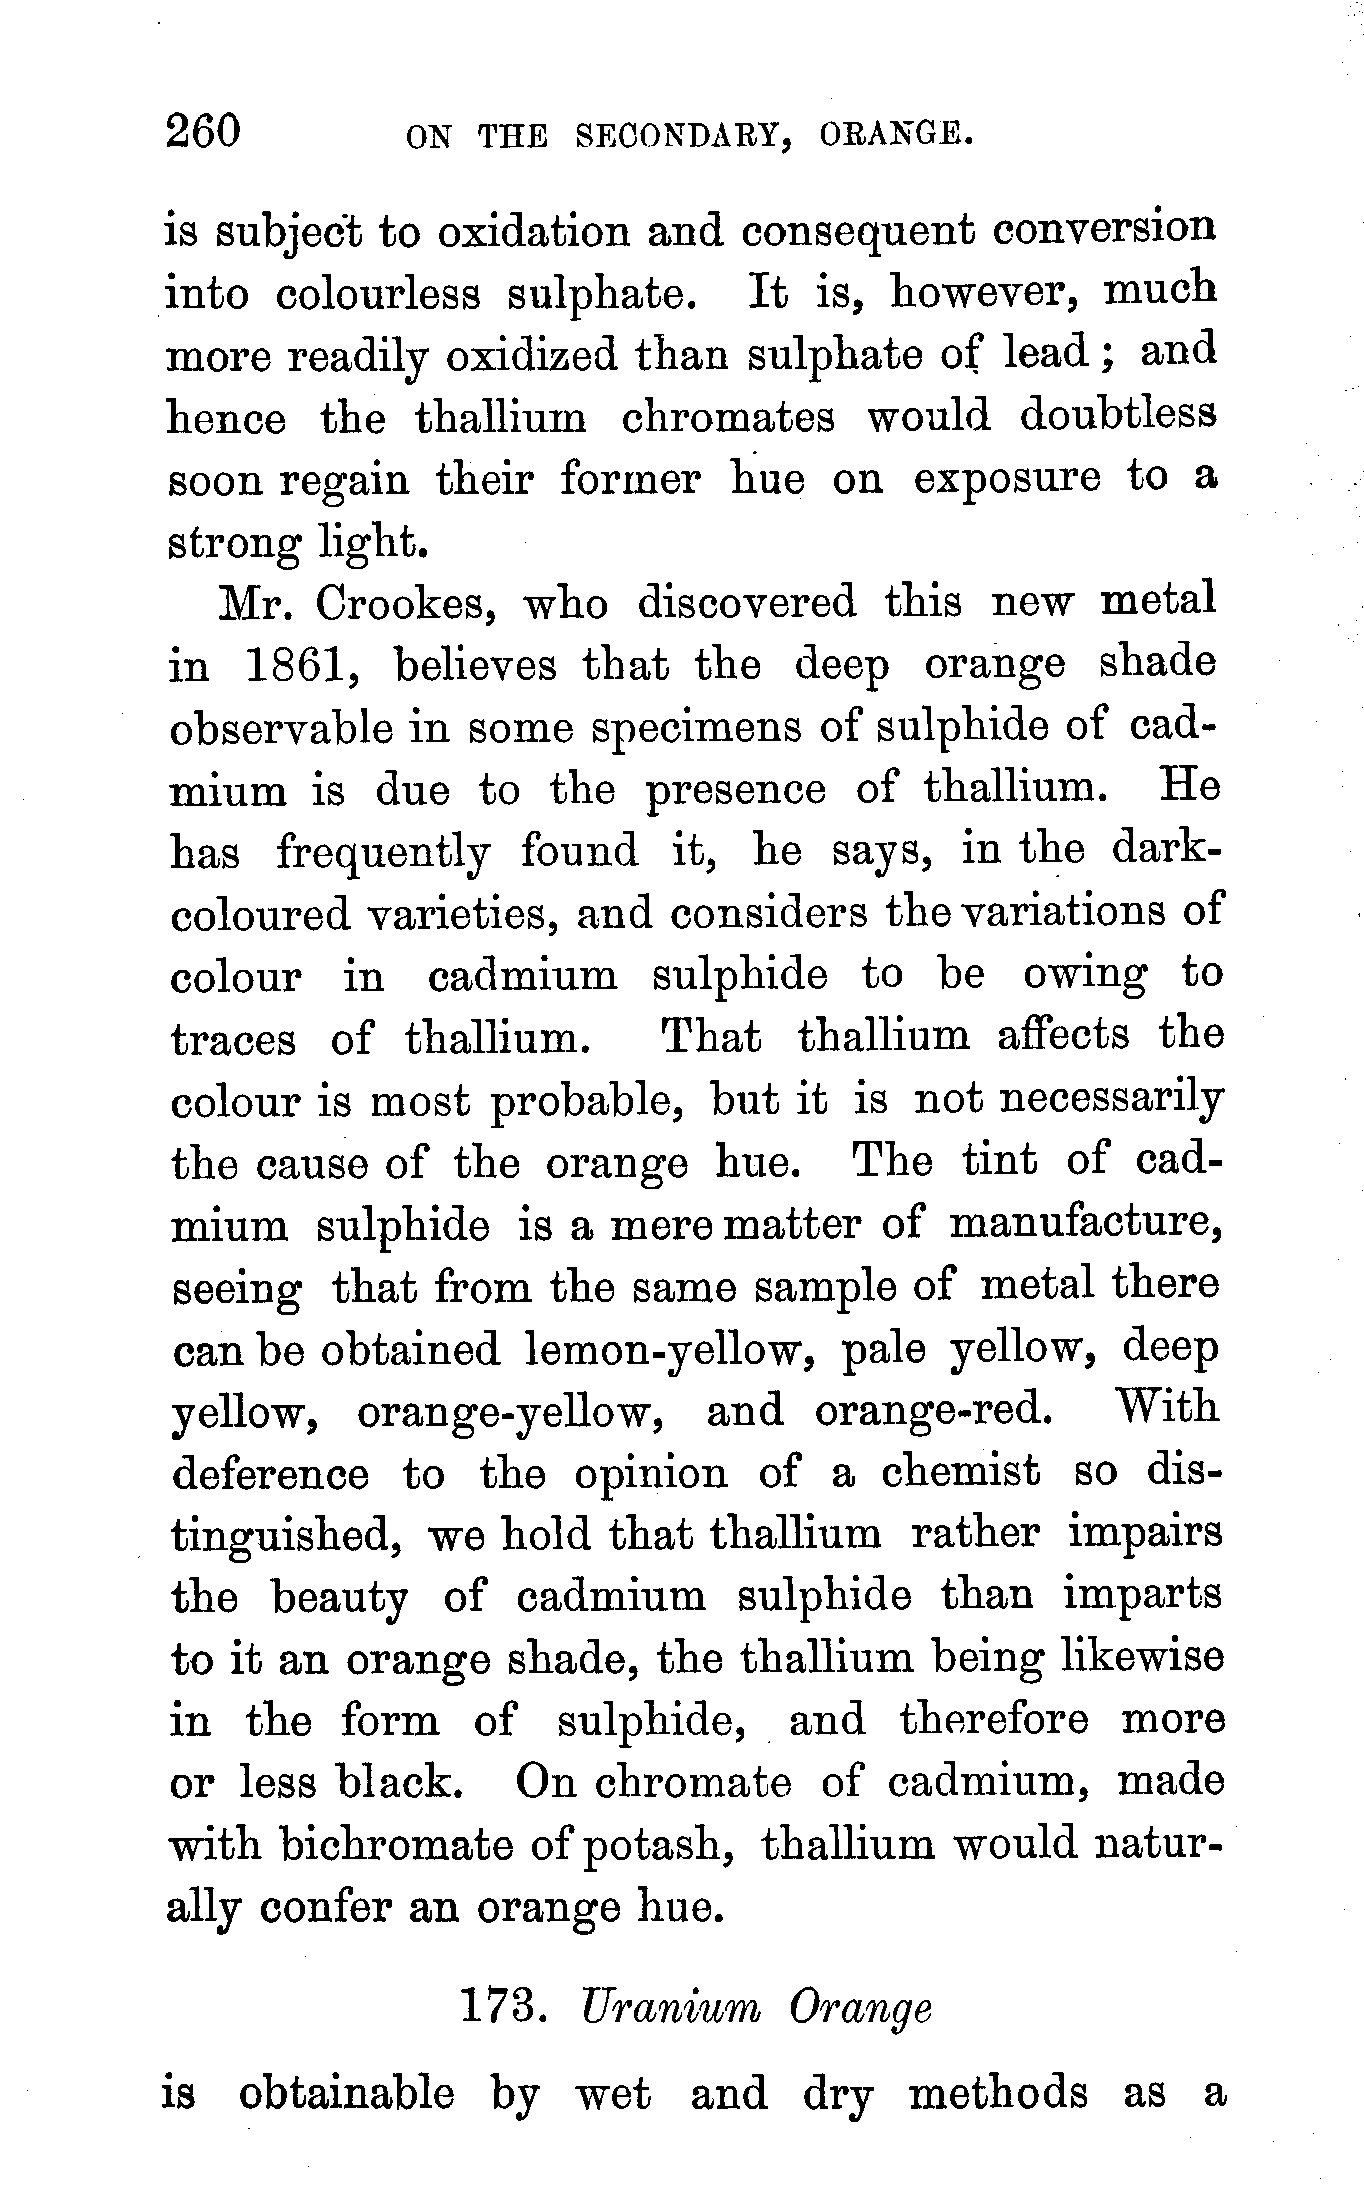 260 ON THE SECONDARY, ORANGE.
is subject to oxidation and consequent conversion
into colourless sulphate. It is, however, much
more readily oxidized than sulphate of lead; and
hence the thallium chromates would doubtless
soon regain their former hue on exposure to a
strong light.
Mr. Crookes, who discovered this new metal
in 1861, believes that the deep orange shade
observable in some specimens of sulphide of cad-
mium is due to the presence of thallium. He
has frequently found it, he says, in the dark-
coloured varieties, and considers the variations of
colour in cadmium sulphide to be owing to
traces of thallium. That thallium affects the
colour is most probable, but it is not necessarily
the cause of the orange hue. The tint of cad-
mium sulphide is a mere matter of manufacture,
seeing that from the same sample of metal there
can be obtained lemon-yellow, pale yellow, deep
yellow, orange-yellow, and orange-red. With
deference to the opinion of a chemist so dis-
tinguished, we hold that thallium rather impairs
the beauty of cadmium sulphide than imparts
to it an orange shade, the thallium being likewise
in the form of sulphide, and therefore more
or less black. On chromate of cadmium, made
with bichromate of potash, thallium would natur-
ally confer an orange hue.
173. Uranium Orange
is obtainable by wet and dry methods as a